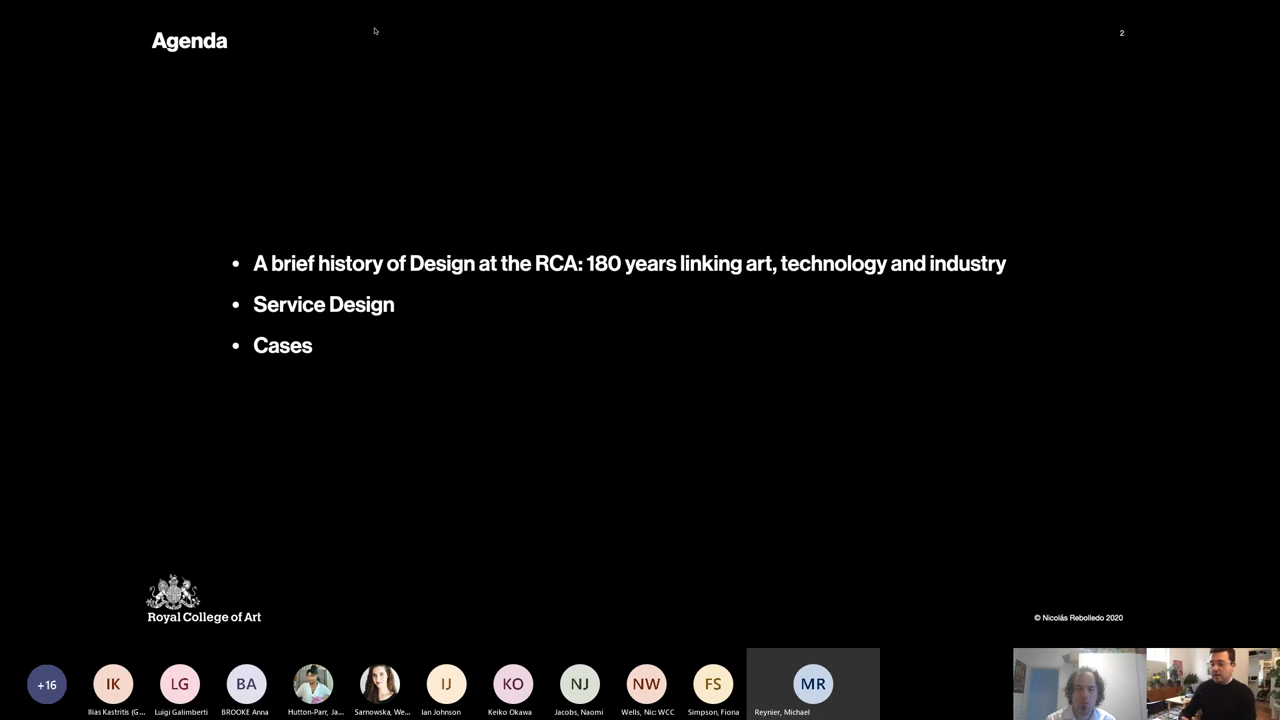 Agenda
2
• A brief history of Design at the RCA: 180 years linking art, technology and industry
• Service Design
• Cases
Royal College of Art
© Nicolás Rebolledo 2020
+16
IK
LG
BA
IJ
KO
NJ
NW
FS
MR
Ilias Kastritis (G...
Luigi Galimberti
BROOKE Anna
Hutton-Parr, Ja...
Sarnowska, We...
Ian Johnson
Keiko Okawa
Jacobs, Naomi
Wells, Nic: WCC
Simpson, Fiona
Reynier, Michael